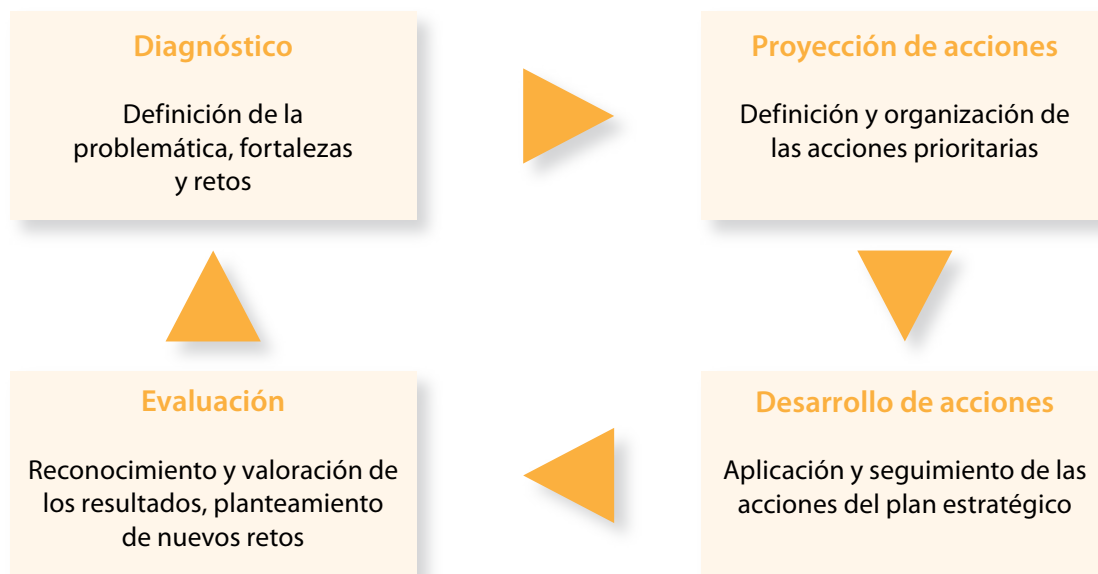 Diagnóstico
Definición de la
problemática, fortalezas
y retos
Proyección de acciones
Definición y organización de
las acciones prioritarias
Evaluación
Reconocimiento y valoración de
los resultados, planteamiento
de nuevos retos
Desarrollo de acciones
Aplicación y seguimiento de las
acciones del plan estratégico